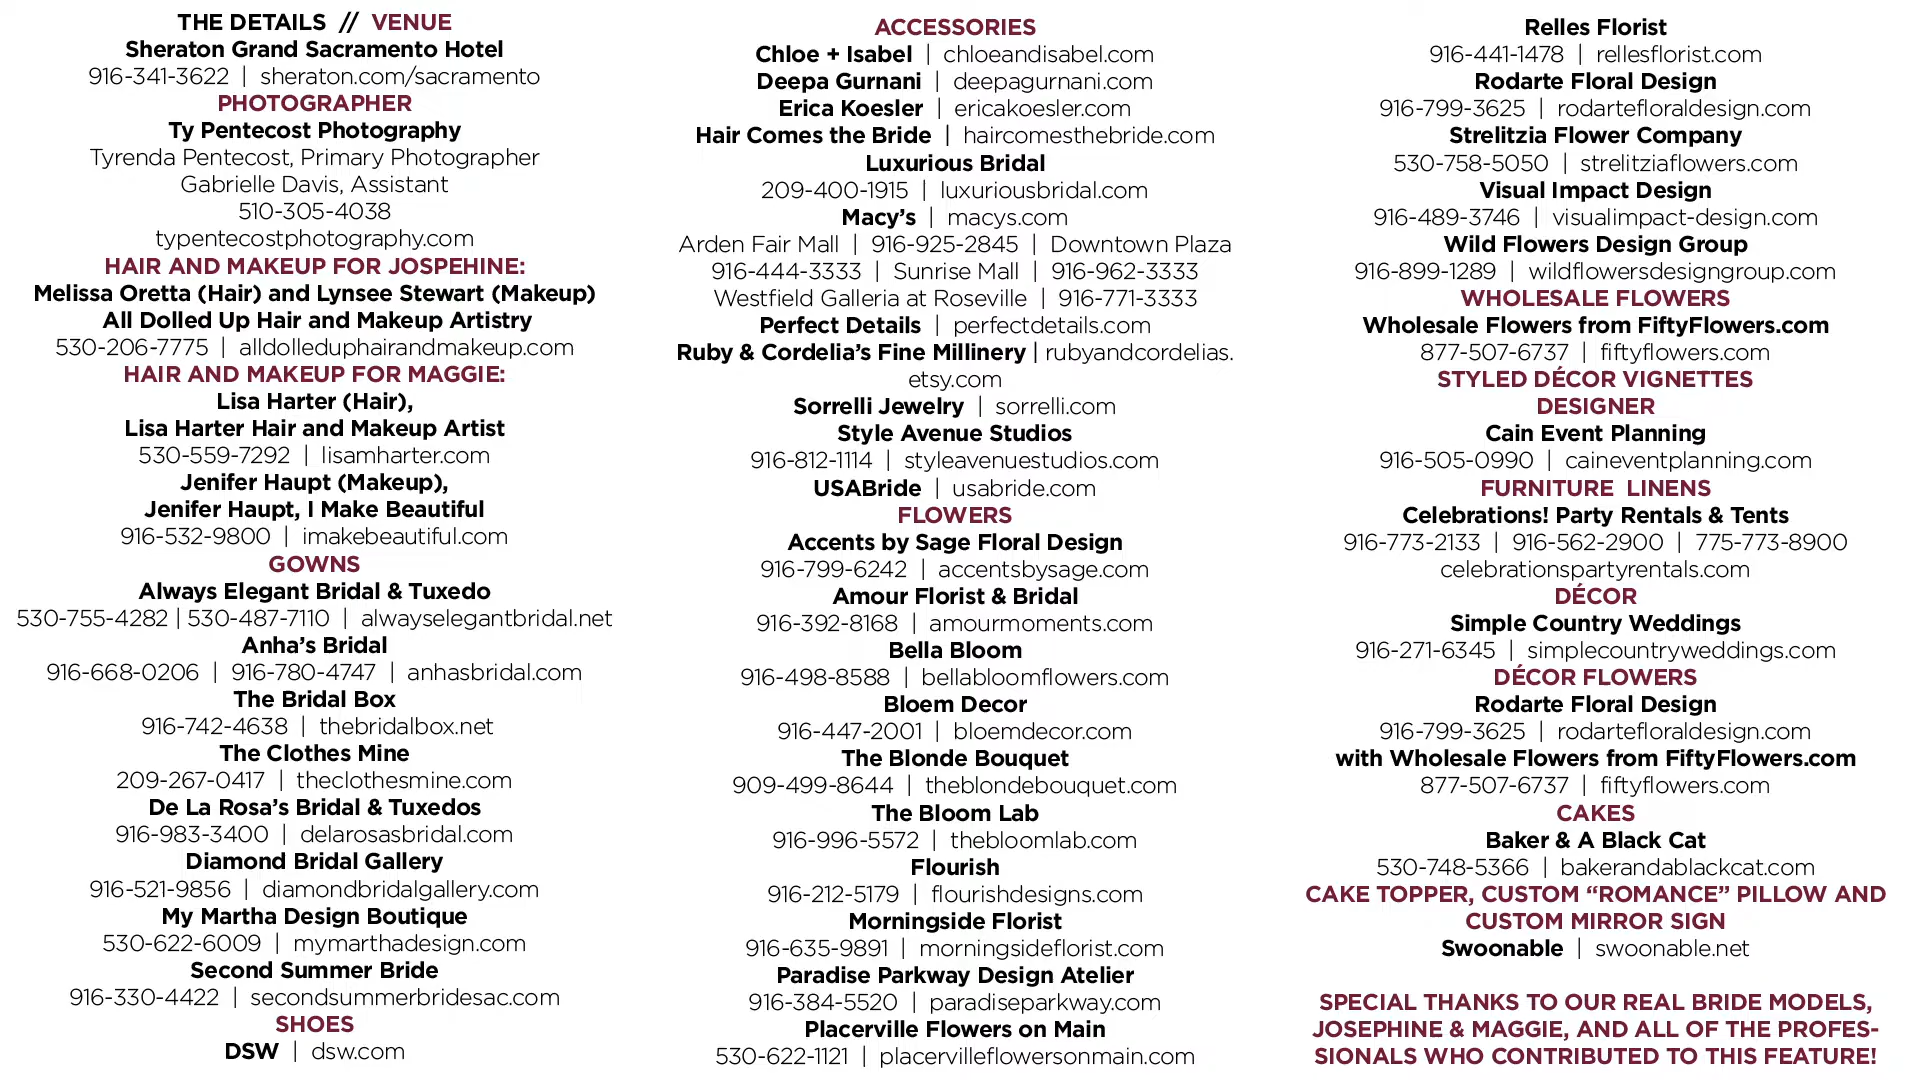 THE DETAILS // VENUE
Sheraton Grand Sacramento Hotel
916-341-3622 | sheraton.com/sacramento
PHOTOGRAPHER
Ty Pentecost Photography
Tyrenda Pentecost, Primary Photographer
Gabrielle Davis, Assistant
510-305-4038
typentecostphotography.com
HAIR AND MAKEUP FOR JOSPEHINE:
Melissa Oretta (Hair) and Lynsee Stewart (Makeup)
All Dolled Up Hair and Makeup Artistry
530-206-7775 | alldolleduphairandmakeup.com
HAIR AND MAKEUP FOR MAGGIE:
Lisa Harter (Hair),
Lisa Harter Hair and Makeup Artist
530-559-7292 | lisamharter.com
Jenifer Haupt (Makeup),
Jenifer Haupt, I Make Beautiful
916-532-9800 | imakebeautiful.com
GOWNS
Always Elegant Bridal & Tuxedo
530-755-4282 | 530-487-7110 | alwayselegantbridal.net
Anha’s Bridal
916-668-0206 | 916-780-4747 | anhasbridal.com
The Bridal Box
916-742-4638 | thebridalbox.net
The Clothes Mine
209-267-0417 | theclothesmine.com
De La Rosa’s Bridal & Tuxedos
916-983-3400 | delarosasbridal.com
Diamond Bridal Gallery
916-521-9856 | diamondbridalgallery.com
My Martha Design Boutique
530-622-6009 | mymarthadesign.com
Second Summer Bride
916-330-4422 | secondsummerbridesac.com
SHOES
DSW | dsw.com
ACCESSORIES
Chloe + Isabel | chloeandisabel.com
Deepa Gurnani | deepagurnani.com
Erica Koesler | ericakoesler.com
Hair Comes the Bride | haircomesthebride.com
Luxurious Bridal
209-400-1915 | luxuriousbridal.com
Macy’s | macys.com
Arden Fair Mall | 916-925-2845 | Downtown Plaza
916-444-3333 | Sunrise Mall | 916-962-3333
Westfield Galleria at Roseville | 916-771-3333
Perfect Details | perfectdetails.com
Ruby & Cordelia’s Fine Millinery | rubyandcordelias.
etsy.com
Sorrelli Jewelry | sorrelli.com
Style Avenue Studios
916-812-1114 | styleavenuestudios.com
USABride | usabride.com
FLOWERS
Accents by Sage Floral Design
916-799-6242 | accentsbysage.com
Amour Florist & Bridal
916-392-8168 | amourmoments.com
Bella Bloom
916-498-8588 | bellabloomflowers.com
Bloem Decor
916-447-2001 | bloemdecor.com
The Blonde Bouquet
909-499-8644 | theblondebouquet.com
The Bloom Lab
916-996-5572 | thebloomlab.com
Flourish
916-212-5179 | flourishdesigns.com
Morningside Florist
916-635-9891 | morningsideflorist.com
Paradise Parkway Design Atelier
916-384-5520 | paradiseparkway.com
Placerville Flowers on Main
530-622-1121 | placervilleflowersonmain.com
Relles Florist
916-441-1478 | rellesflorist.com
Rodarte Floral Design
916-799-3625 | rodartefloraldesign.com
Strelitzia Flower Company
530-758-5050 | strelitziaflowers.com
Visual Impact Design
916-489-3746 | visualimpact-design.com
Wild Flowers Design Group
916-899-1289 | wildflowersdesigngroup.com
WHOLESALE FLOWERS
Wholesale Flowers from FiftyFlowers.com
877-507-6737 | fiftyflowers.com
STYLED DÉCOR VIGNETTES
DESIGNER
Cain Event Planning
916-505-0990 | caineventplanning.com
FURNITURE LINENS
Celebrations! Party Rentals & Tents
916-773-2133 | 916-562-2900 | 775-773-8900
celebrationspartyrentals.com
DÉCOR
Simple Country Weddings
916-271-6345 | simplecountryweddings.com
DÉCOR FLOWERS
Rodarte Floral Design
916-799-3625 | rodartefloraldesign.com
with Wholesale Flowers from FiftyFlowers.com
877-507-6737 | fiftyflowers.com
CAKES
Baker & A Black Cat
530-748-5366 | bakerandablackcat.com
CAKE TOPPER, CUSTOM “ROMANCE” PILLOW AND
CUSTOM MIRROR SIGN
Swoonable | swoonable.net
SPECIAL THANKS TO OUR REAL BRIDE MODELS,
JOSEPHINE & MAGGIE, AND ALL OF THE PROFES-
SIONALS WHO CONTRIBUTED TO THIS FEATURE!